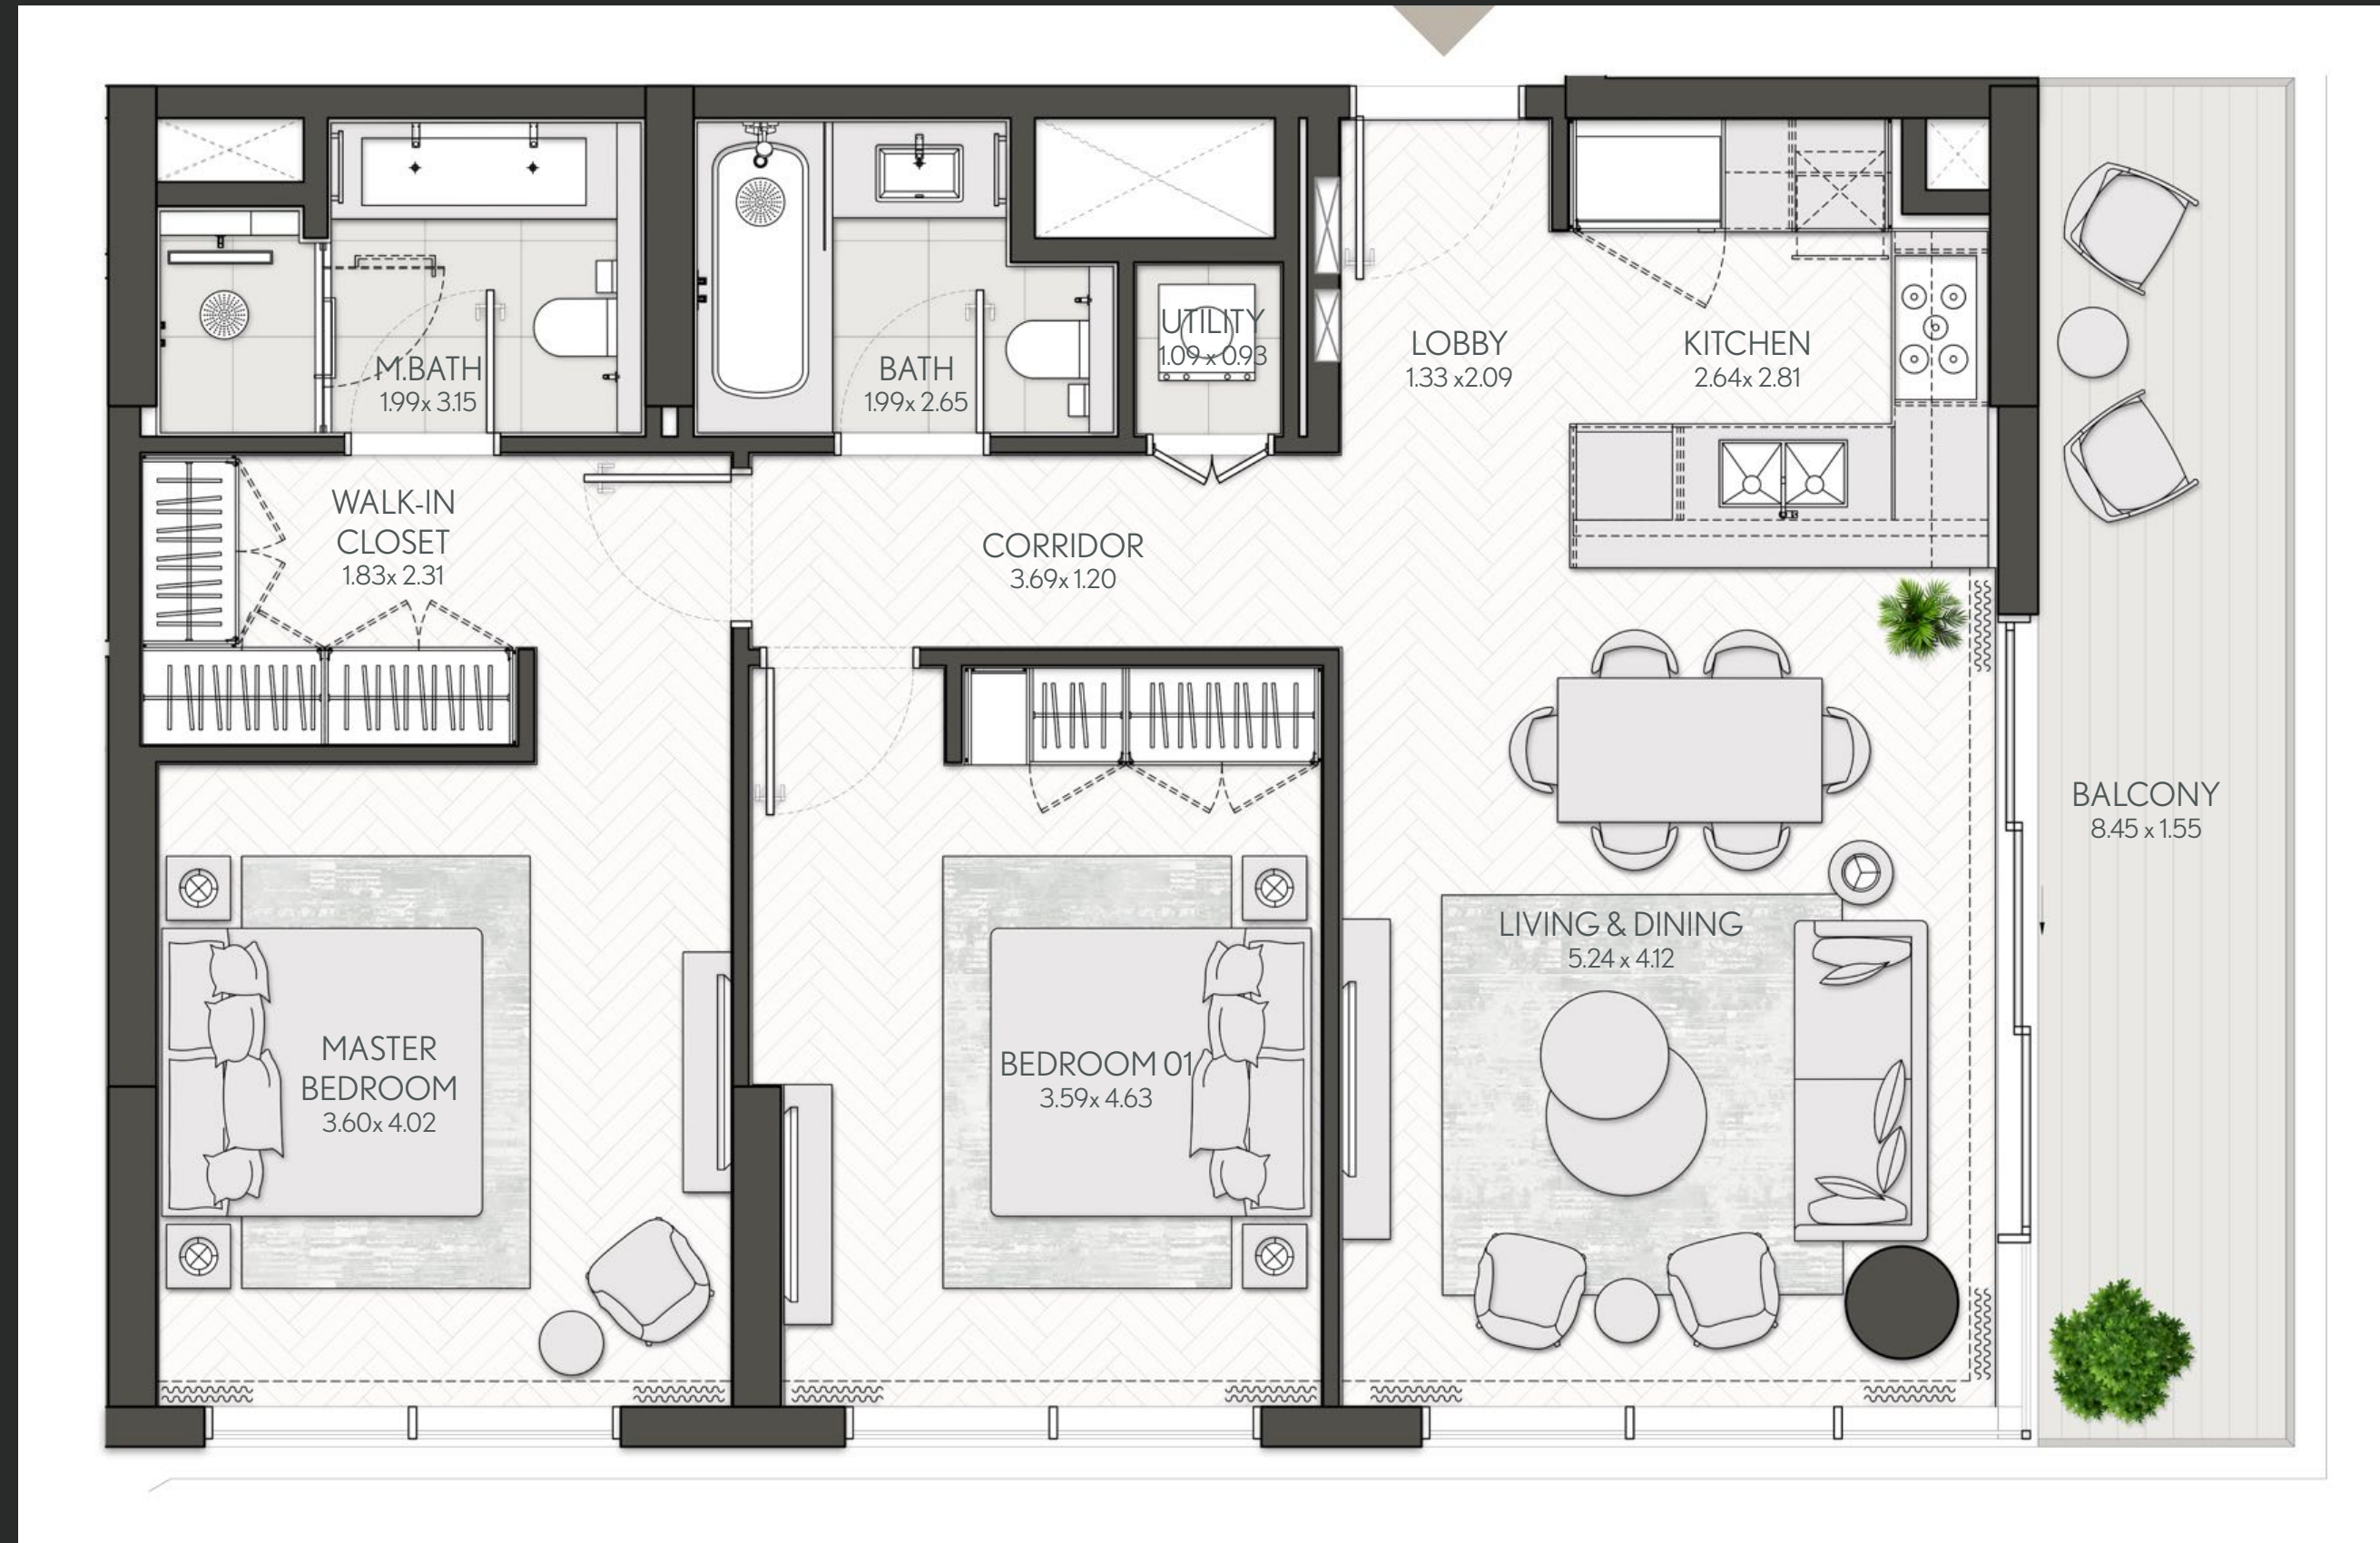 M.BATH
1.99x 3.15
BATH
1.99x 2.65
UTILITY
1.09 x 0.93
LOBBY
1.33 x2.09
KITCHEN
2.64x 2.81
WALK-IN
CLOSET
1.83x 2.31
CORRIDOR
3.69x 1.20
BALCONY
8.45 x 1.55
LIVING & DINING
5.24 x 4.12
MASTER
BEDROOM
3.60x 4.02
BEDROOM 01
3.59x 4.63